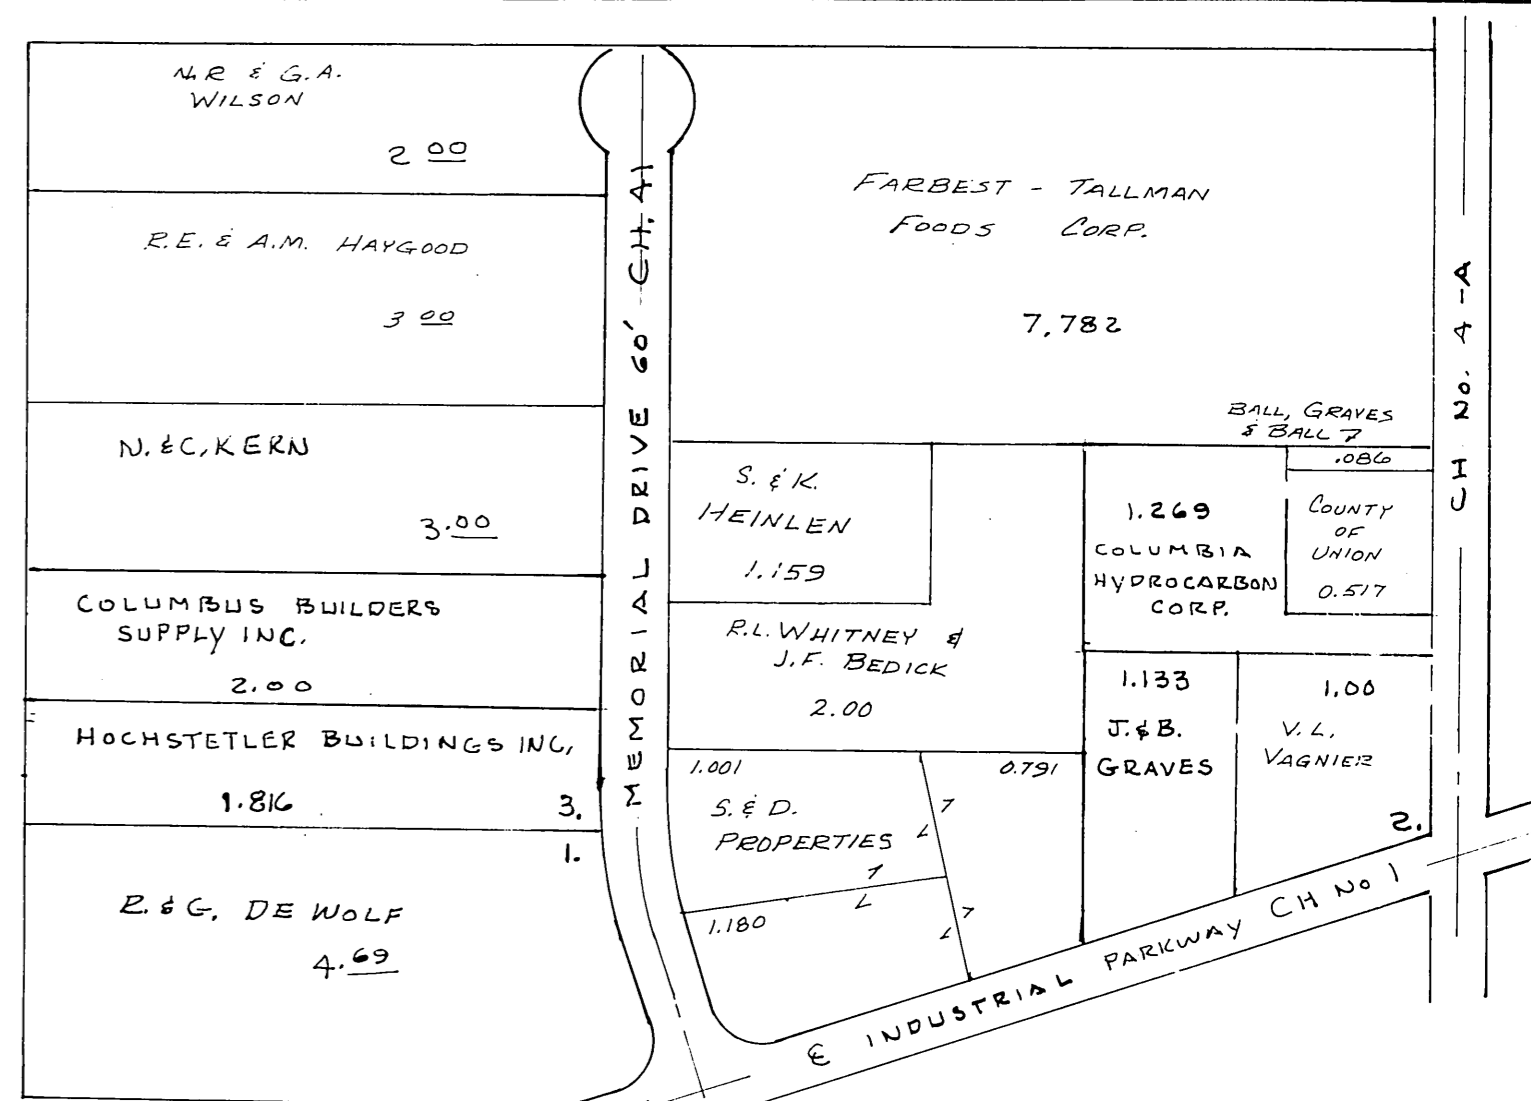 N.R & G.A.
WILSON
2 00
R.E. & A.M. HAYGOOD
3 00
N. & C, KERN
3.00
COLUMBUS BUILDERS
SUPPLY INC.
2.00
HOCHSTETLER BUILDINGS INC,
1.816
3.
1.
R. & G. DE WOLF
4.69
MEMORIAL DRIVE 60' CH. 41
FARBEST - TALLMAN
FOODS CORP.
7.782
BALL, GRAVES
& BALL 7
.086
S. & K.
HEINLEN
1.159
R.L. WHITNEY &
J.F. BEDICK
2.00
1.269
COLUMBIA
HYDROCARBON
CORP.
COUNTY
OF
UNION
0.517
1.133
J. & B.
GRAVES
1.00
V. L.
VAGNIER
2.
1.001
S. & D.
PROPERTIES
0.791
1.180
INDUSTRIAL PARKWAY CH No 1
CH No. 4-A